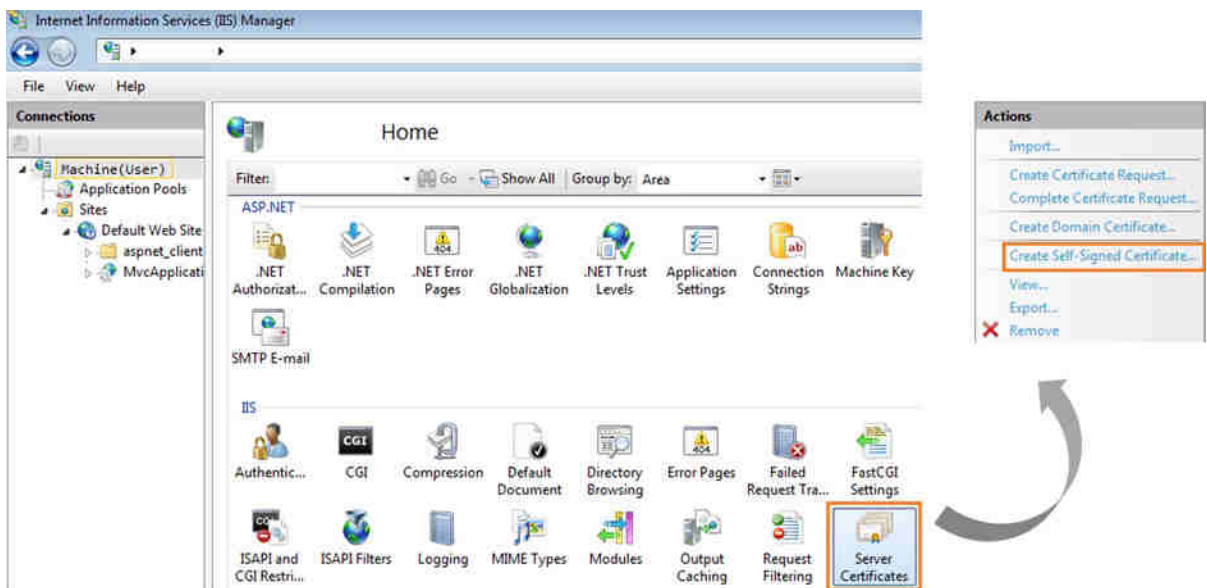 Internet Information Services (IIS) Manager
File View Help
Connections
Machine(User)
Application Pools
Sites
Default Web Site
aspnet_client
MvcApplicati
Home
Filter: Go Show All Group by: Area
ASP.NET
.NET Authorizat...
.NET Compilation
.NET Error Pages
.NET Globalization
.NET Trust Levels
Application Settings
Connection Strings
Machine Key
SMTP E-mail
IIS
Authentic...
CGI
Compression
Default Document
Directory Browsing
Error Pages
Failed Request Tra...
FastCGI Settings
ISAPI and CGI Restri...
ISAPI Filters
Logging
MIME Types
Modules
Output Caching
Request Filtering
Server Certificates
Actions
Import...
Create Certificate Request...
Complete Certificate Request...
Create Domain Certificate...
Create Self-Signed Certificate...
View...
Export...
Remove